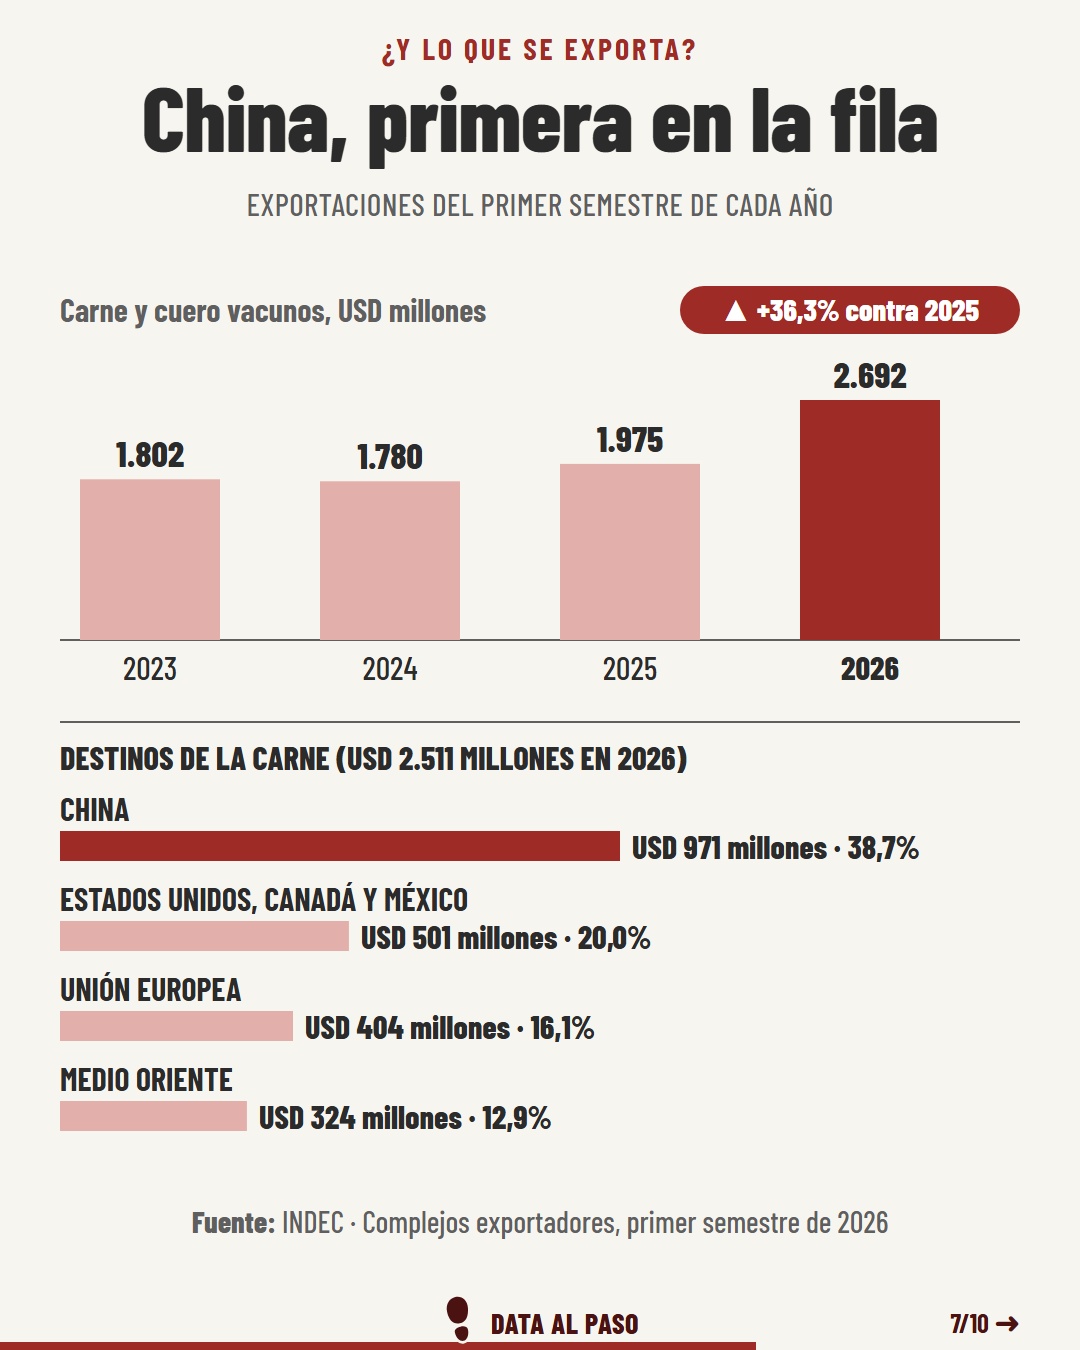 ¿Y LO QUE SE EXPORTA?
China, primera en la fila
EXPORTACIONES DEL PRIMER SEMESTRE DE CADA AÑO
Carne y cuero vacunos, USD millones
▲ +36,3% contra 2025
1.802
1.780
1.975
2.692
2023
2024
2025
2026
DESTINOS DE LA CARNE (USD 2.511 MILLONES EN 2026)
CHINA
USD 971 millones · 38,7%
ESTADOS UNIDOS, CANADÁ Y MÉXICO
USD 501 millones · 20,0%
UNIÓN EUROPEA
USD 404 millones · 16,1%
MEDIO ORIENTE
USD 324 millones · 12,9%
Fuente: INDEC · Complejos exportadores, primer semestre de 2026
DATA AL PASO
7/10 ➜